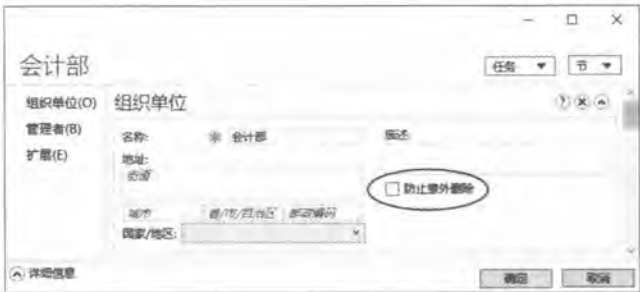 会计部
任务 节
组织单位(O) 组织单位
管理者(B)
扩展(E)
名称: 会计部 描述:
地址:
街道
防止意外删除
城市 省/市/自治区 邮政编码
国家/地区:
详细信息 确定 取消